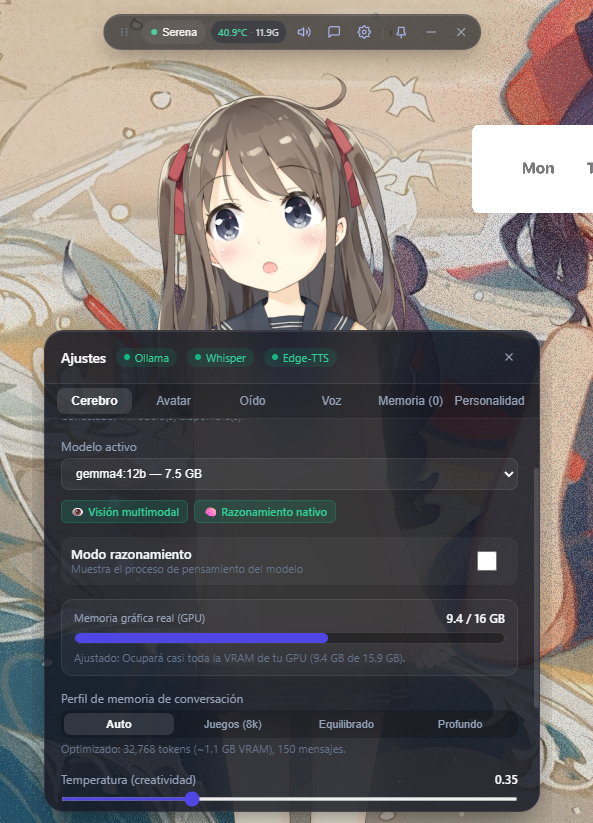 Serena
40.9°C · 11.9G
Mon
Ajustes
Ollama
Whisper
Edge-TTS
Cerebro
Avatar
Oído
Voz
Memoria (0)
Personalidad
Modelo activo
gemma4:12b — 7.5 GB
Visión multimodal
Razonamiento nativo
Modo razonamiento
Muestra el proceso de pensamiento del modelo
Memoria gráfica real (GPU)
9.4 / 16 GB
Ajustado: Ocupará casi toda la VRAM de tu GPU (9.4 GB de 15.9 GB).
Perfil de memoria de conversación
Auto
Juegos (8k)
Equilibrado
Profundo
Optimizado: 32,768 tokens (~1.1 GB VRAM), 150 mensajes.
Temperatura (creatividad)
0.35